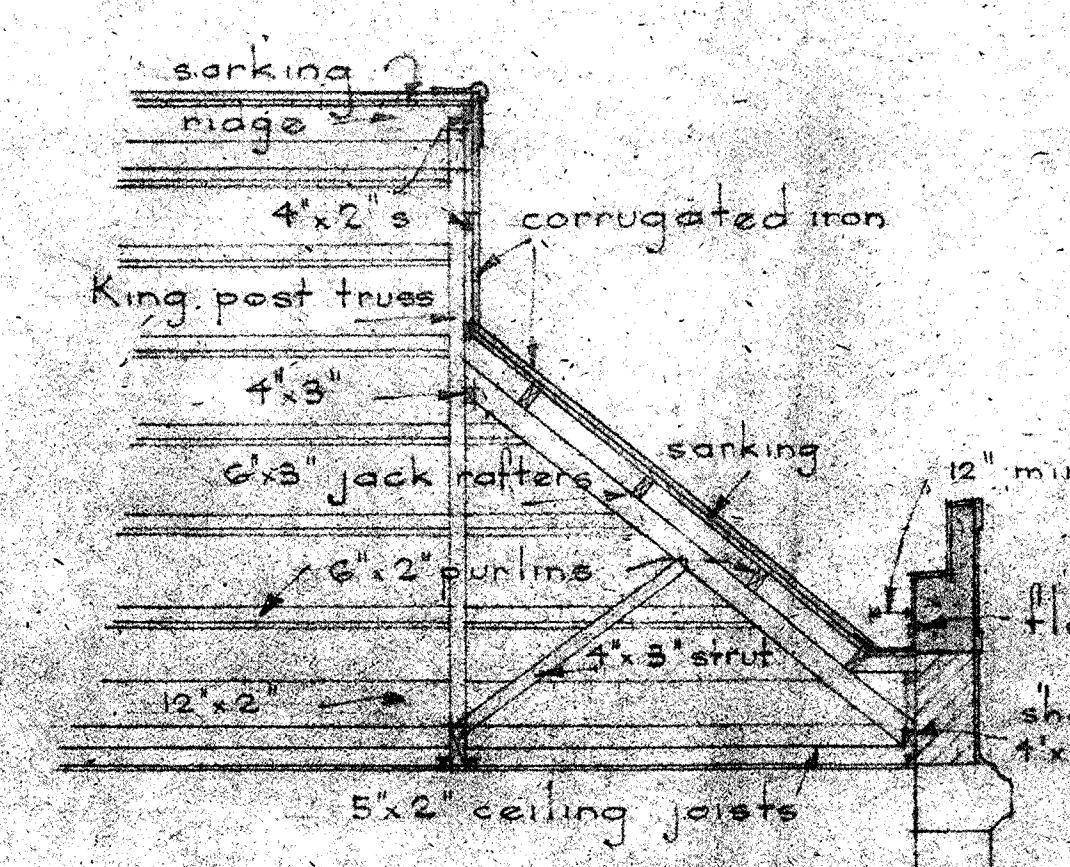 sarking
ridge
4"x2"s
corrugated iron
King post truss
4"x3"
sarking
6"x3" jack rafters
12"
6"x2" purlins
4"x3" strut
12"x2"
5"x2" ceiling joists